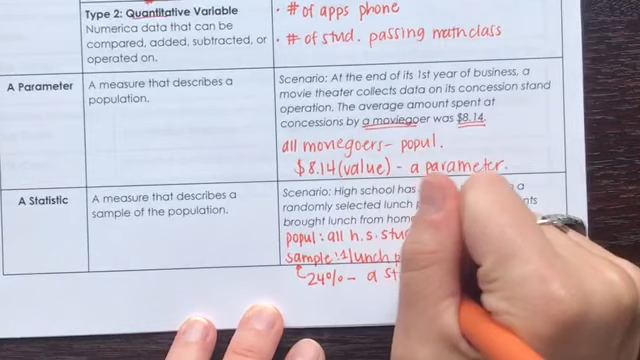 Type 2: Quantitative Variable
Numerica data that can be
compared, added, subtracted, or
operated on.
• # of apps phone
• # of stud. passing math class
A Parameter
A measure that describes a
population.
Scenario: At the end of its 1st year of business, a
movie theater collects data on its concession stand
operation. The average amount spent at
concessions by a moviegoer was $8.14.
all moviegoers - popul.
$8.14 (value) - a parameter.
A Statistic
A measure that describes a
sample of the population.
Scenario: High school has a
randomly selected lunch
brought lunch from home
popul: all h.s. stu
sample: 1 lunch p
24% - a st